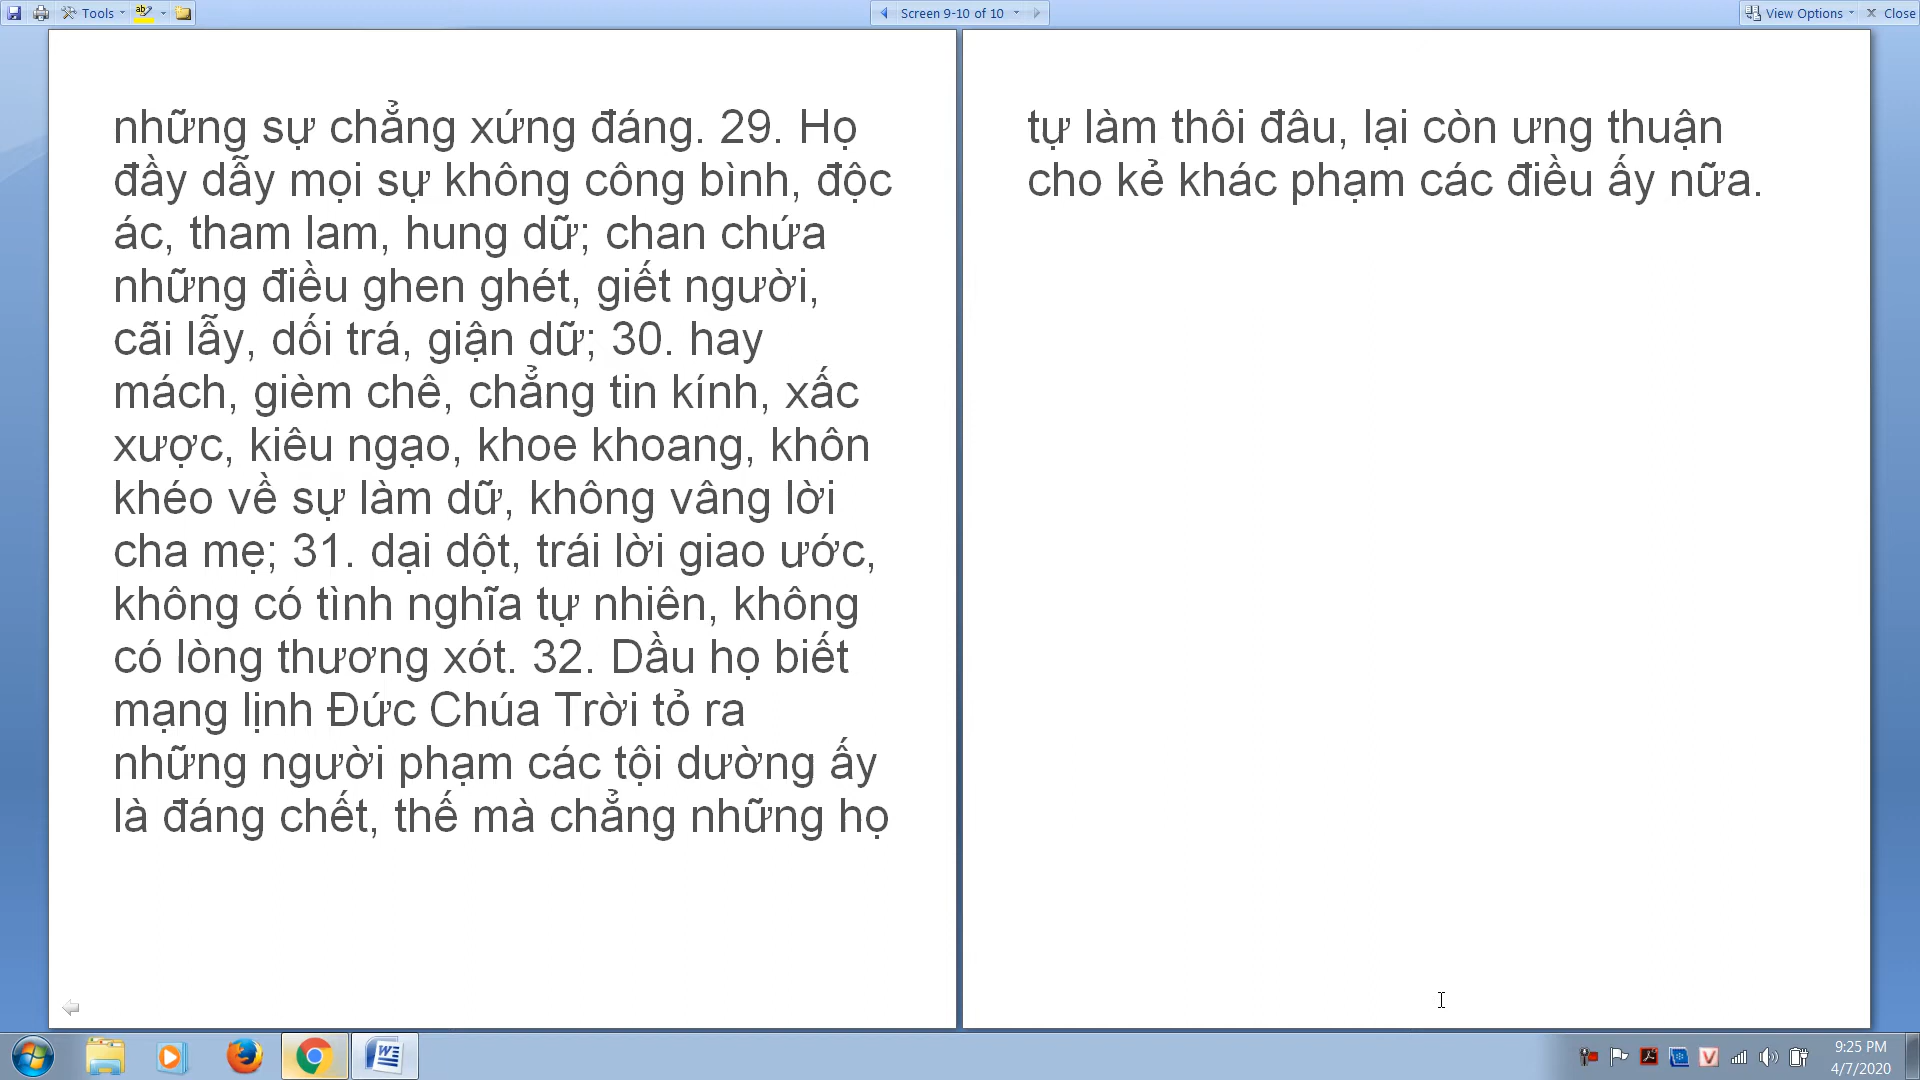 Tools
Screen 9-10 of 10
View Options
Close
những sự chẳng xứng đáng. 29. Họ
đầy dẫy mọi sự không công bình, độc
ác, tham lam, hung dữ; chan chứa
những điều ghen ghét, giết người,
cãi lẫy, dối trá, giận dữ; 30. hay
mách, gièm chê, chẳng tin kính, xấc
xược, kiêu ngạo, khoe khoang, khôn
khéo về sự làm dữ, không vâng lời
cha mẹ; 31. dại dột, trái lời giao ước,
không có tình nghĩa tự nhiên, không
có lòng thương xót. 32. Dầu họ biết
mạng lịnh Đức Chúa Trời tỏ ra
những người phạm các tội dường ấy
là đáng chết, thế mà chẳng những họ
tự làm thôi đâu, lại còn ưng thuận
cho kẻ khác phạm các điều ấy nữa.
9:25 PM
4/7/2020